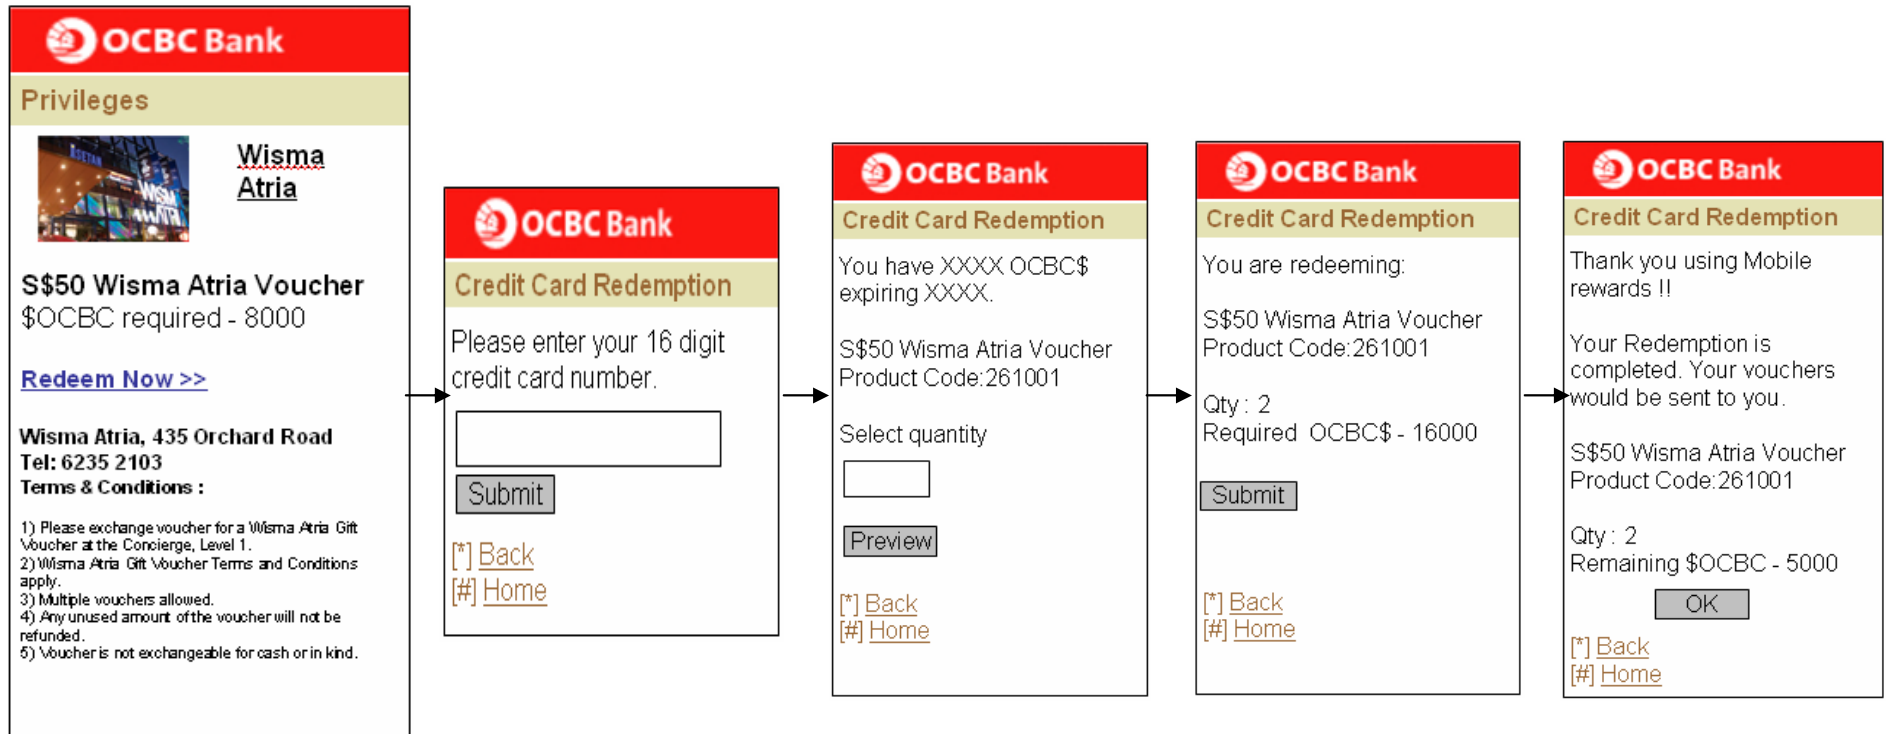 OCBC Bank
Privileges
Wisma
Atria
S$50 Wisma Atria Voucher
$OCBC required - 8000
Redeem Now >>
Wisma Atria, 435 Orchard Road
Tel: 6235 2103
Terms & Conditions :
1) Please exchange voucher for a Wisma Atria Gift
Voucher at the Concierge, Level 1.
2) Wisma Atria Gift Voucher Terms and Conditions
apply.
3) Multiple vouchers allowed.
4) Any unused amount of the voucher will not be
refunded.
5) Voucher is not exchangeable for cash or in kind.
OCBC Bank
Credit Card Redemption
Please enter your 16 digit
credit card number.
Submit
[*] Back
[#] Home
OCBC Bank
Credit Card Redemption
You have XXXX OCBC$
expiring XXXX.
S$50 Wisma Atria Voucher
Product Code:261001
Select quantity
Preview
[*] Back
[#] Home
OCBC Bank
Credit Card Redemption
You are redeeming:
S$50 Wisma Atria Voucher
Product Code:261001
Qty : 2
Required OCBC$ - 16000
Submit
[*] Back
[#] Home
OCBC Bank
Credit Card Redemption
Thank you using Mobile
rewards !!
Your Redemption is
completed. Your vouchers
would be sent to you.
S$50 Wisma Atria Voucher
Product Code:261001
Qty : 2
Remaining $OCBC - 5000
OK
[*] Back
[#] Home